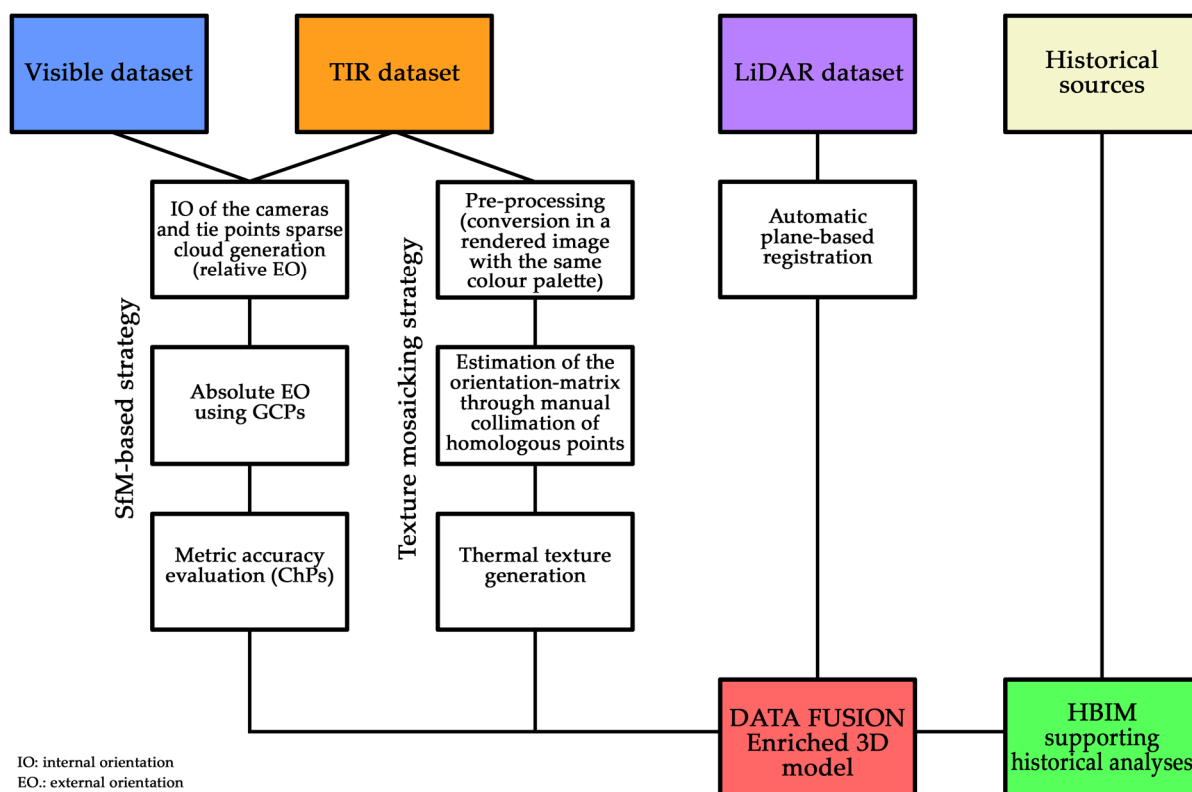 Visible dataset
TIR dataset
LiDAR dataset
Historical
sources
SfM-based strategy
IO of the cameras
and tie points sparse
cloud generation
(relative EO)
Absolute EO
using GCPs
Metric accuracy
evaluation (ChPs)
Texture mosaicking strategy
Pre-processing
(conversion in a
rendered image
with the same
colour palette)
Estimation of the
orientation-matrix
through manual
collimation of
homologous points
Thermal texture
generation
Automatic
plane-based
registration
DATA FUSION
Enriched 3D
model
HBIM
supporting
historical analyses
IO: internal orientation
EO.: external orientation